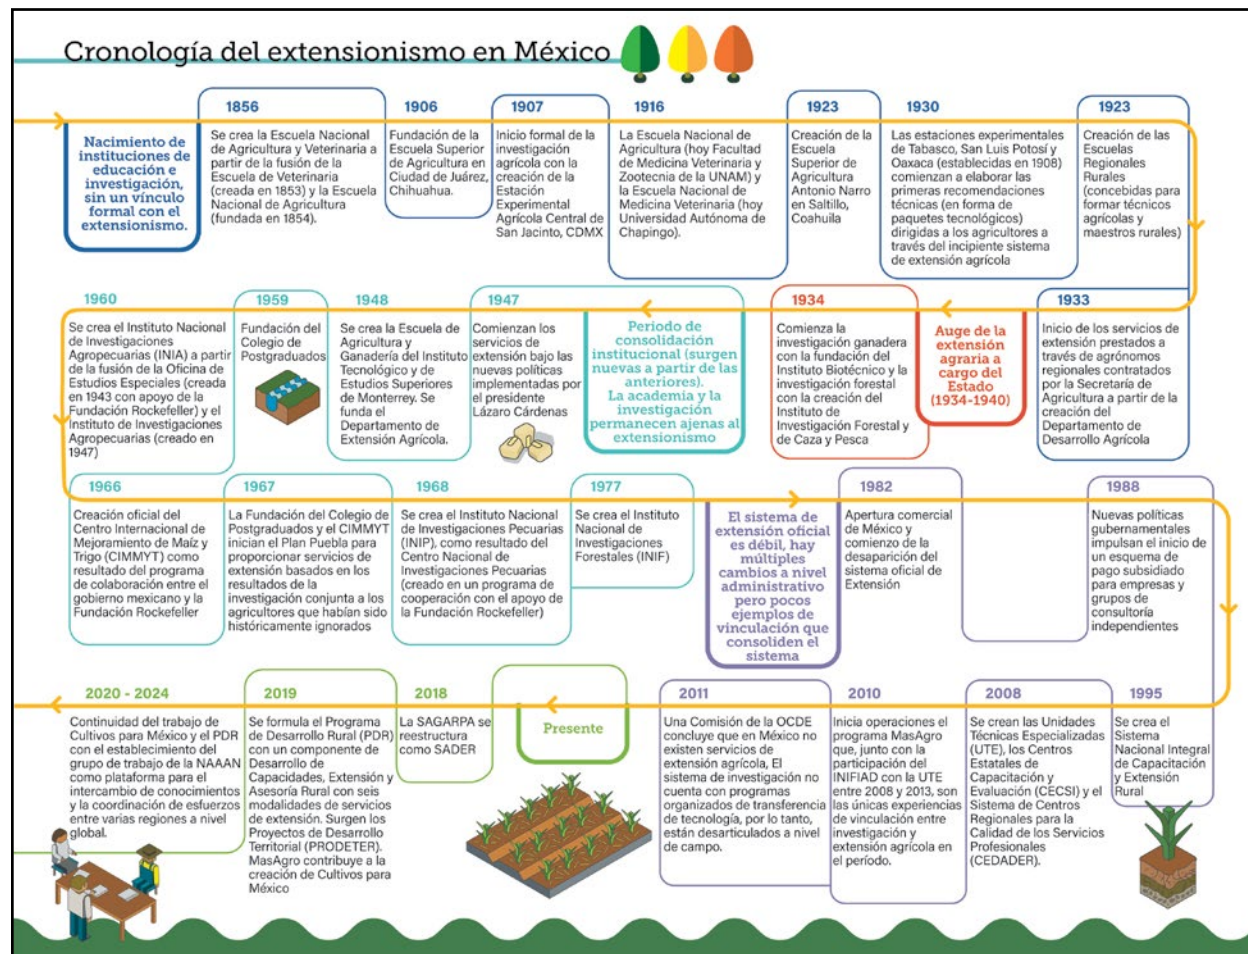 Cronología del extensionismo en México
Nacimiento de
instituciones de
educación e
investigación,
sin un vínculo
formal con el
extensionismo.
1856
Se crea la Escuela Nacional
de Agricultura y Veterinaria a
partir de la fusión de la
Escuela de Veterinaria
(creada en 1853) y la Escuela
Nacional de Agricultura
(fundada en 1854).
1906
Fundación de la
Escuela Superior
de Agricultura en
Ciudad de Juárez,
Chihuahua.
1907
Inicio formal de la
investigación
agrícola con la
creación de la
Estación
Experimental
Agrícola Central de
San Jacinto, CDMX
1916
La Escuela Nacional de
Agricultura (hoy Facultad
de Medicina Veterinaria y
Zootecnia de la UNAM) y
la Escuela Nacional de
Medicina Veterinaria (hoy
Universidad Autónoma de
Chapingo).
1923
Creación de la
Escuela
Superior de
Agricultura
Antonio Narro
en Saltillo,
Coahuila
1930
Las estaciones experimentales
de Tabasco, San Luis Potosí y
Oaxaca (establecidas en 1908)
comienzan a elaborar las
primeras recomendaciones
técnicas (en forma de
paquetes tecnológicos)
dirigidas a los agricultores a
través del incipiente sistema
de extensión agrícola
1923
Creación de las
Escuelas
Regionales
Rurales
(concebidas para
formar técnicos
agrícolas y
maestros rurales)
1933
Inicio de los servicios de
extensión prestados a
través de agrónomos
regionales contratados
por la Secretaría de
Agricultura a partir de la
creación del
Departamento de
Desarrollo Agrícola
Auge de la
extensión
agraria a
cargo del
Estado
(1934-1940)
1934
Comienza la
investigación ganadera
con la fundación del
Instituto Biotécnico y la
investigación forestal
con la creación del
Instituto de
Investigación Forestal y
de Caza y Pesca
Periodo de
consolidación
institucional (surgen
nuevas a partir de las
anteriores).
La academia y la
investigación
permanecen ajenas al
extensionismo
1947
Comienzan los
servicios de
extensión bajo las
nuevas políticas
implementadas por
el presidente
Lázaro Cárdenas
1948
Se crea la Escuela de
Agricultura y
Ganadería del Instituto
Tecnológico y de
Estudios Superiores
de Monterrey. Se
funda el
Departamento de
Extensión Agrícola.
1959
Fundación del
Colegio de
Postgraduados
1960
Se crea el Instituto Nacional
de Investigaciones
Agropecuarias (INIA) a partir
de la fusión de la Oficina de
Estudios Especiales (creada
en 1943 con apoyo de la
Fundación Rockefeller) y el
Instituto de Investigaciones
Agropecuarias (creado en
1947)
1966
Creación oficial del
Centro Internacional de
Mejoramiento de Maíz y
Trigo (CIMMYT) como
resultado del programa
de colaboración entre el
gobierno mexicano y la
Fundación Rockefeller
1967
La Fundación del Colegio de
Postgraduados y el CIMMYT
inician el Plan Puebla para
proporcionar servicios de
extensión basados en los
resultados de la
investigación conjunta a los
agricultores que habían sido
históricamente ignorados
1968
Se crea el Instituto Nacional
de Investigaciones Pecuarias
(INIP), como resultado del
Centro Nacional de
Investigaciones Pecuarias
(creado en un programa de
cooperación con el apoyo de
la Fundación Rockefeller)
1977
Se crea el Instituto
Nacional de
Investigaciones
Forestales (INIF)
El sistema de
extensión oficial
es débil, hay
múltiples
cambios a nivel
administrativo
pero pocos
ejemplos de
vinculación que
consoliden el
sistema
1982
Apertura comercial
de México y
comienzo de la
desaparición del
sistema oficial de
Extensión
1988
Nuevas políticas
gubernamentales
impulsan el inicio de
un esquema de
pago subsidiado
para empresas y
grupos de
consultoría
independientes
1995
Se crea el
Sistema
Nacional Integral
de Capacitación
y Extensión
Rural
2008
Se crean las Unidades
Técnicas Especializadas
(UTE), los Centros
Estatales de
Capacitación y
Evaluación (CECSI) y el
Sistema de Centros
Regionales para la
Calidad de los Servicios
Profesionales
(CEDADER).
2010
Inicia operaciones el
programa MasAgro
que, junto con la
participación del
INIFIAD con la UTE
entre 2008 y 2013, son
las únicas experiencias
de vinculación entre
investigación y
extensión agrícola en
el período.
2011
Una Comisión de la OCDE
concluye que en México no
existen servicios de
extensión agrícola, El
sistema de investigación no
cuenta con programas
organizados de transferencia
de tecnología, por lo tanto,
están desarticulados a nivel
de campo.
Presente
2018
La SAGARPA se
reestructura
como SADER
2019
Se formula el Programa
de Desarrollo Rural (PDR)
con un componente de
Desarrollo de
Capacidades, Extensión y
Asesoría Rural con seis
modalidades de servicios
de extensión. Surgen los
Proyectos de Desarrollo
Territorial (PRODETER).
MasAgro contribuye a la
creación de Cultivos para
México
2020 - 2024
Continuidad del trabajo de
Cultivos para México y el PDR
con el establecimiento del
grupo de trabajo de la NAAAN
como plataforma para el
intercambio de conocimientos
y la coordinación de esfuerzos
entre varias regiones a nivel
global.